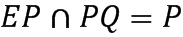 EP ∩ PQ = P